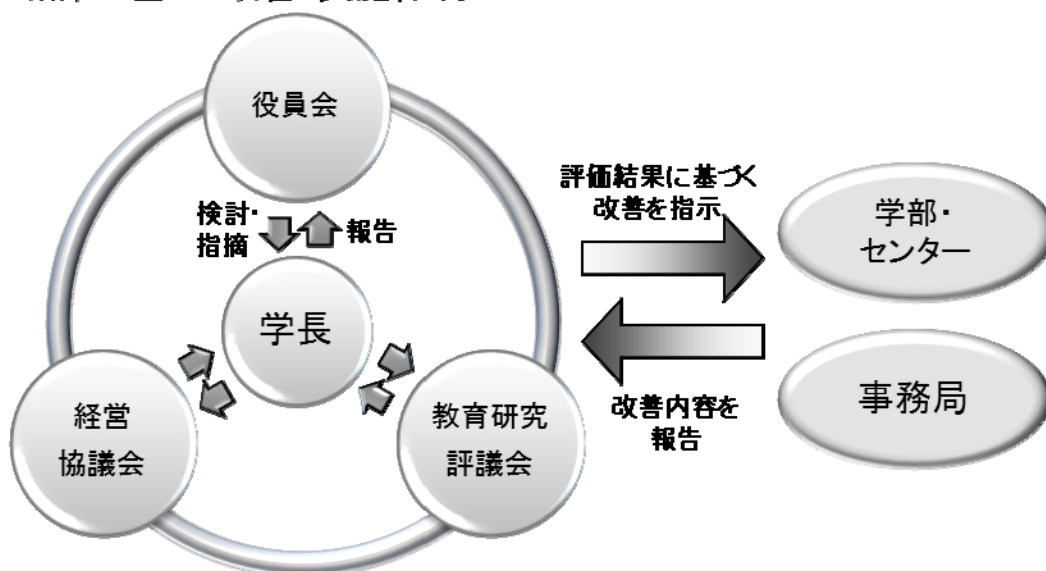 役員会
検討・
指摘
報告
学長
経営
協議会
教育研究
評議会
評価結果に基づく
改善を指示
改善内容を
報告
学部・
センター
事務局